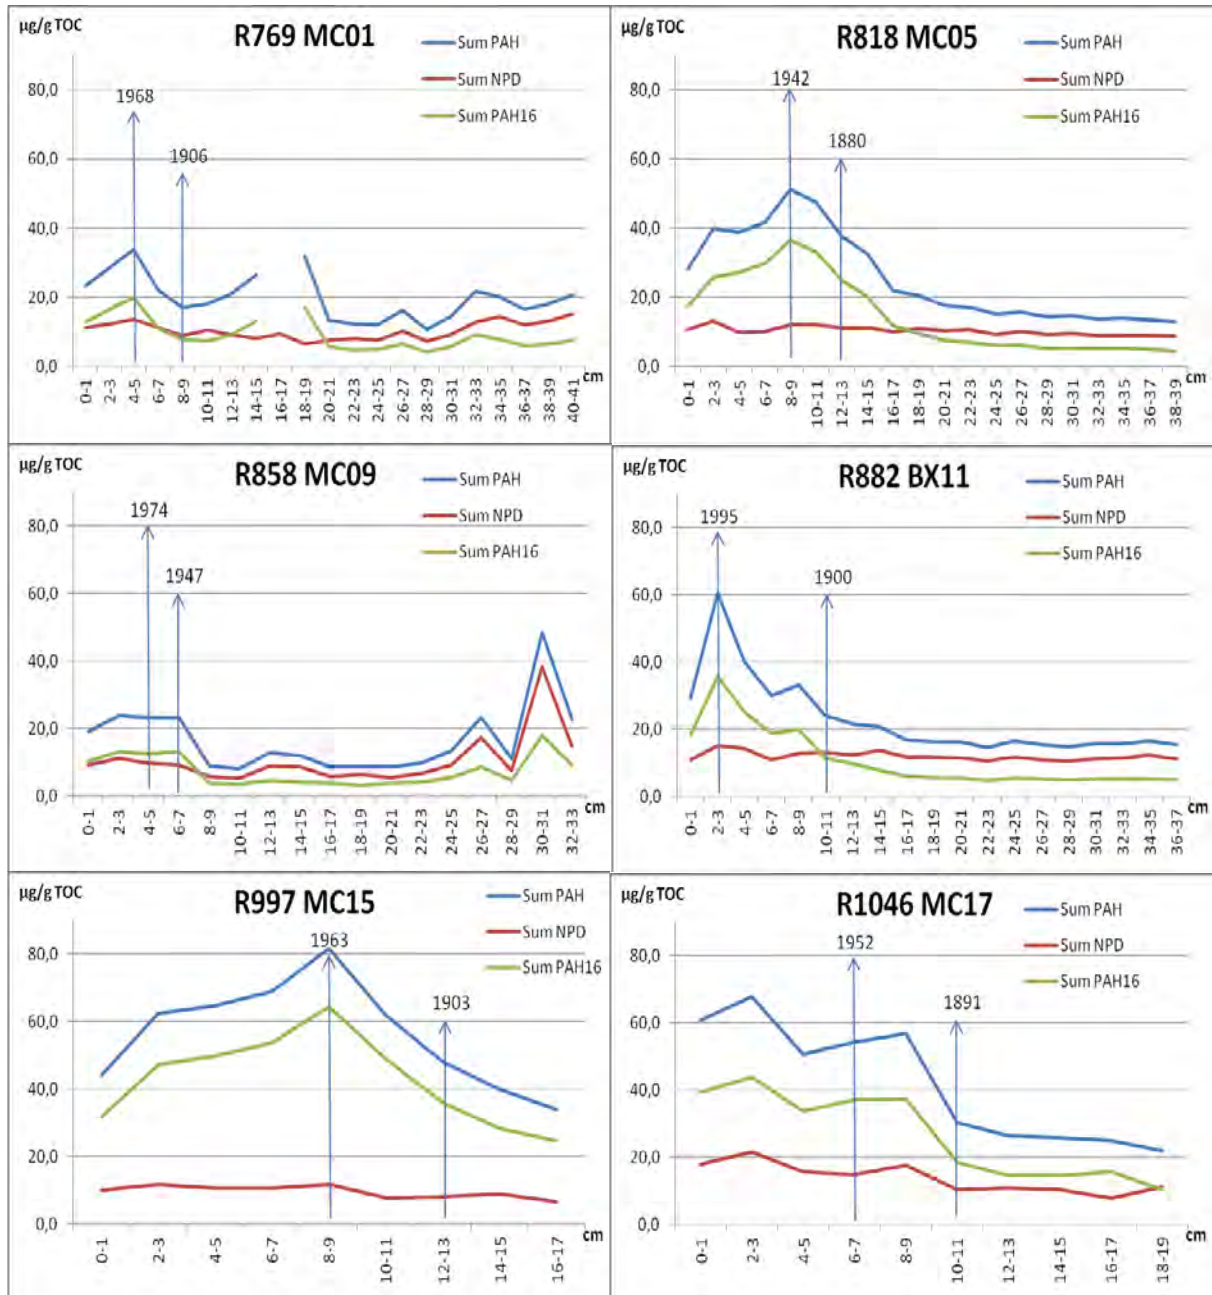 µg/g TOC
R769 MC01
Sum PAH
Sum NPD
Sum PAH16
80,0
60,0
40,0
20,0
0,0
1968
1906
cm
0-1 2-3 4-5 6-7 8-9 10-11 12-13 14-15 16-17 18-19 20-21 22-23 24-25 26-27 28-29 30-31 32-33 34-35 36-37 38-39 40-41
µg/g TOC
R818 MC05
Sum PAH
Sum NPD
Sum PAH16
80,0
60,0
40,0
20,0
0,0
1942
1880
cm
0-1 2-3 4-5 6-7 8-9 10-11 12-13 14-15 16-17 18-19 20-21 22-23 24-25 26-27 28-29 30-31 32-33 34-35 36-37 38-39
µg/g TOC
R858 MC09
Sum PAH
Sum NPD
Sum PAH16
80,0
60,0
40,0
20,0
0,0
1974
1947
cm
0-1 2-3 4-5 6-7 8-9 10-11 12-13 14-15 16-17 18-19 20-21 22-23 24-25 26-27 28-29 30-31 32-33
µg/g TOC
R882 BX11
Sum PAH
Sum NPD
Sum PAH16
80,0
60,0
40,0
20,0
0,0
1995
1900
cm
0-1 2-3 4-5 6-7 8-9 10-11 12-13 14-15 16-17 18-19 20-21 22-23 24-25 26-27 28-29 30-31 32-33 34-35 36-37
µg/g TOC
R997 MC15
Sum PAH
Sum NPD
Sum PAH16
80,0
60,0
40,0
20,0
0,0
1963
1903
cm
0-1 2-3 4-5 6-7 8-9 10-11 12-13 14-15 16-17
µg/g TOC
R1046 MC17
Sum PAH
Sum NPD
Sum PAH16
80,0
60,0
40,0
20,0
0,0
1952
1891
cm
0-1 2-3 4-5 6-7 8-9 10-11 12-13 14-15 16-17 18-19